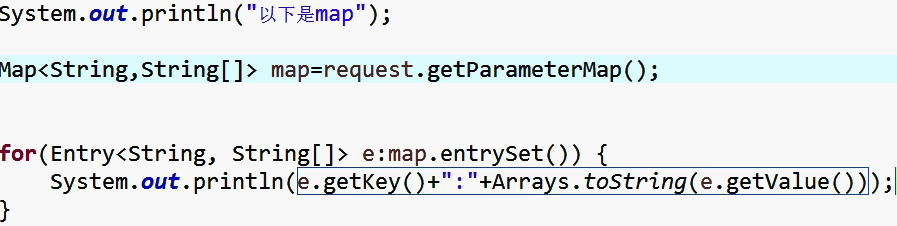 System.out.println("以下是map");
Map<String,String[]> map=request.getParameterMap();
for(Entry<String, String[]> e:map.entrySet()) {
System.out.println(e.getKey()+":"+Arrays.toString(e.getValue()));
}